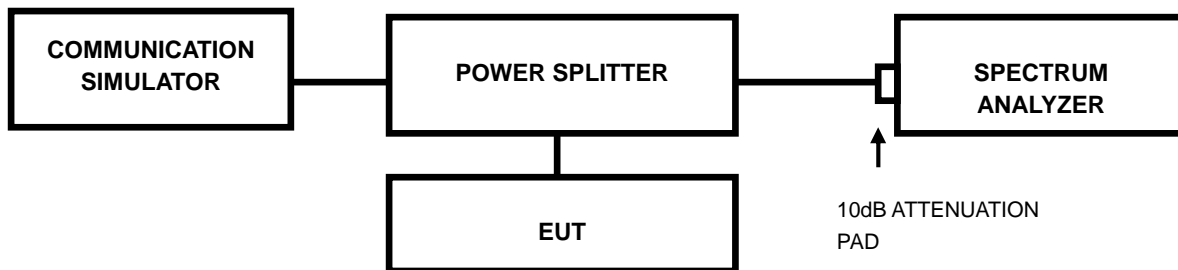 COMMUNICATION
SIMULATOR
POWER SPLITTER
SPECTRUM
ANALYZER
EUT
10dB ATTENUATION
PAD